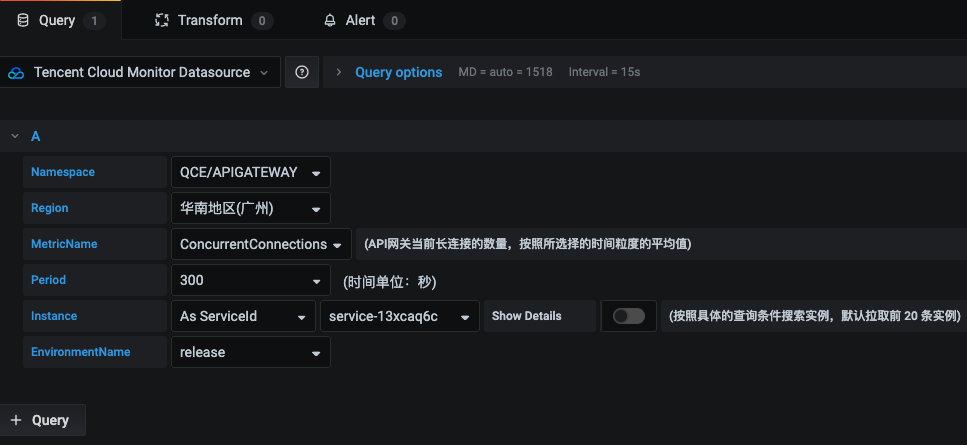 Query 1 Transform 0 Alert 0
Tencent Cloud Monitor Datasource Query options MD = auto = 1518 Interval = 15s
A
Namespace QCE/APIGATEWAY
Region 华南地区(广州)
MetricName ConcurrentConnections (API网关当前长连接的数量，按照所选择的时间粒度的平均值)
Period 300 (时间单位：秒)
Instance As ServiceId service-13xcaq6c Show Details (按照具体的查询条件搜索实例，默认拉取前 20 条实例)
EnvironmentName release
+ Query